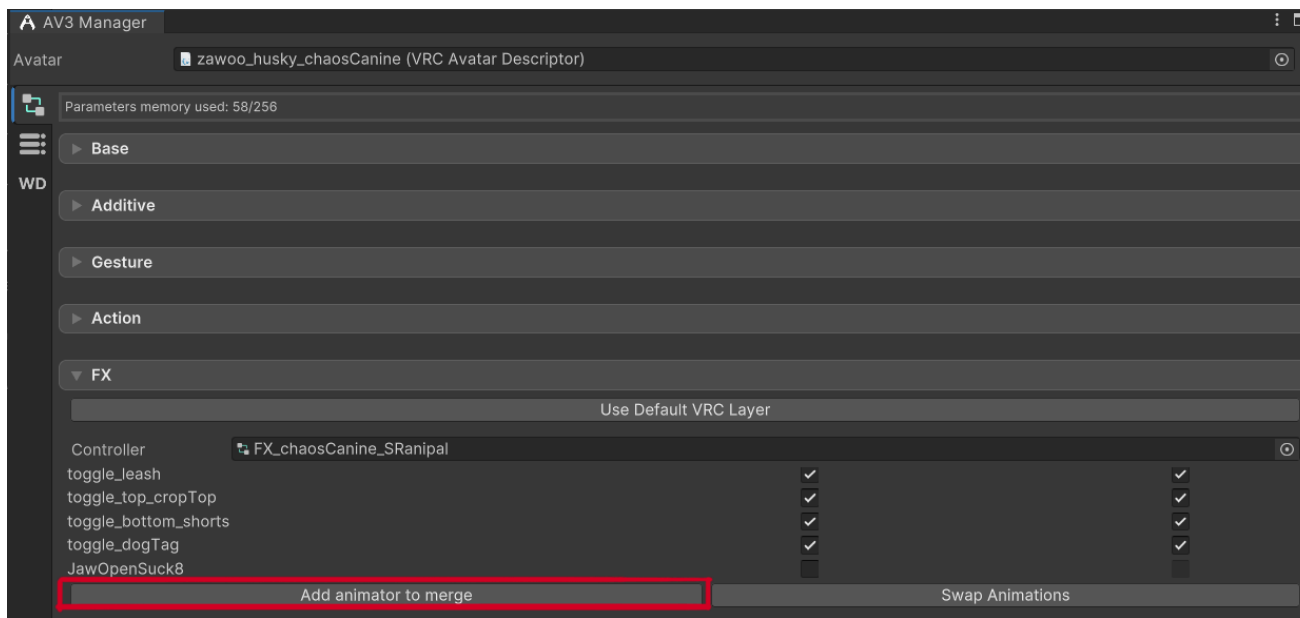 AV3 Manager
Avatar zawoo_husky_chaosCanine (VRC Avatar Descriptor)
Parameters memory used: 58/256
Base
WD
Additive
Gesture
Action
FX
Use Default VRC Layer
Controller FX_chaosCanine_SRanipal
toggle_leash
toggle_top_cropTop
toggle_bottom_shorts
toggle_dogTag
JawOpenSuck8
Add animator to merge Swap Animations